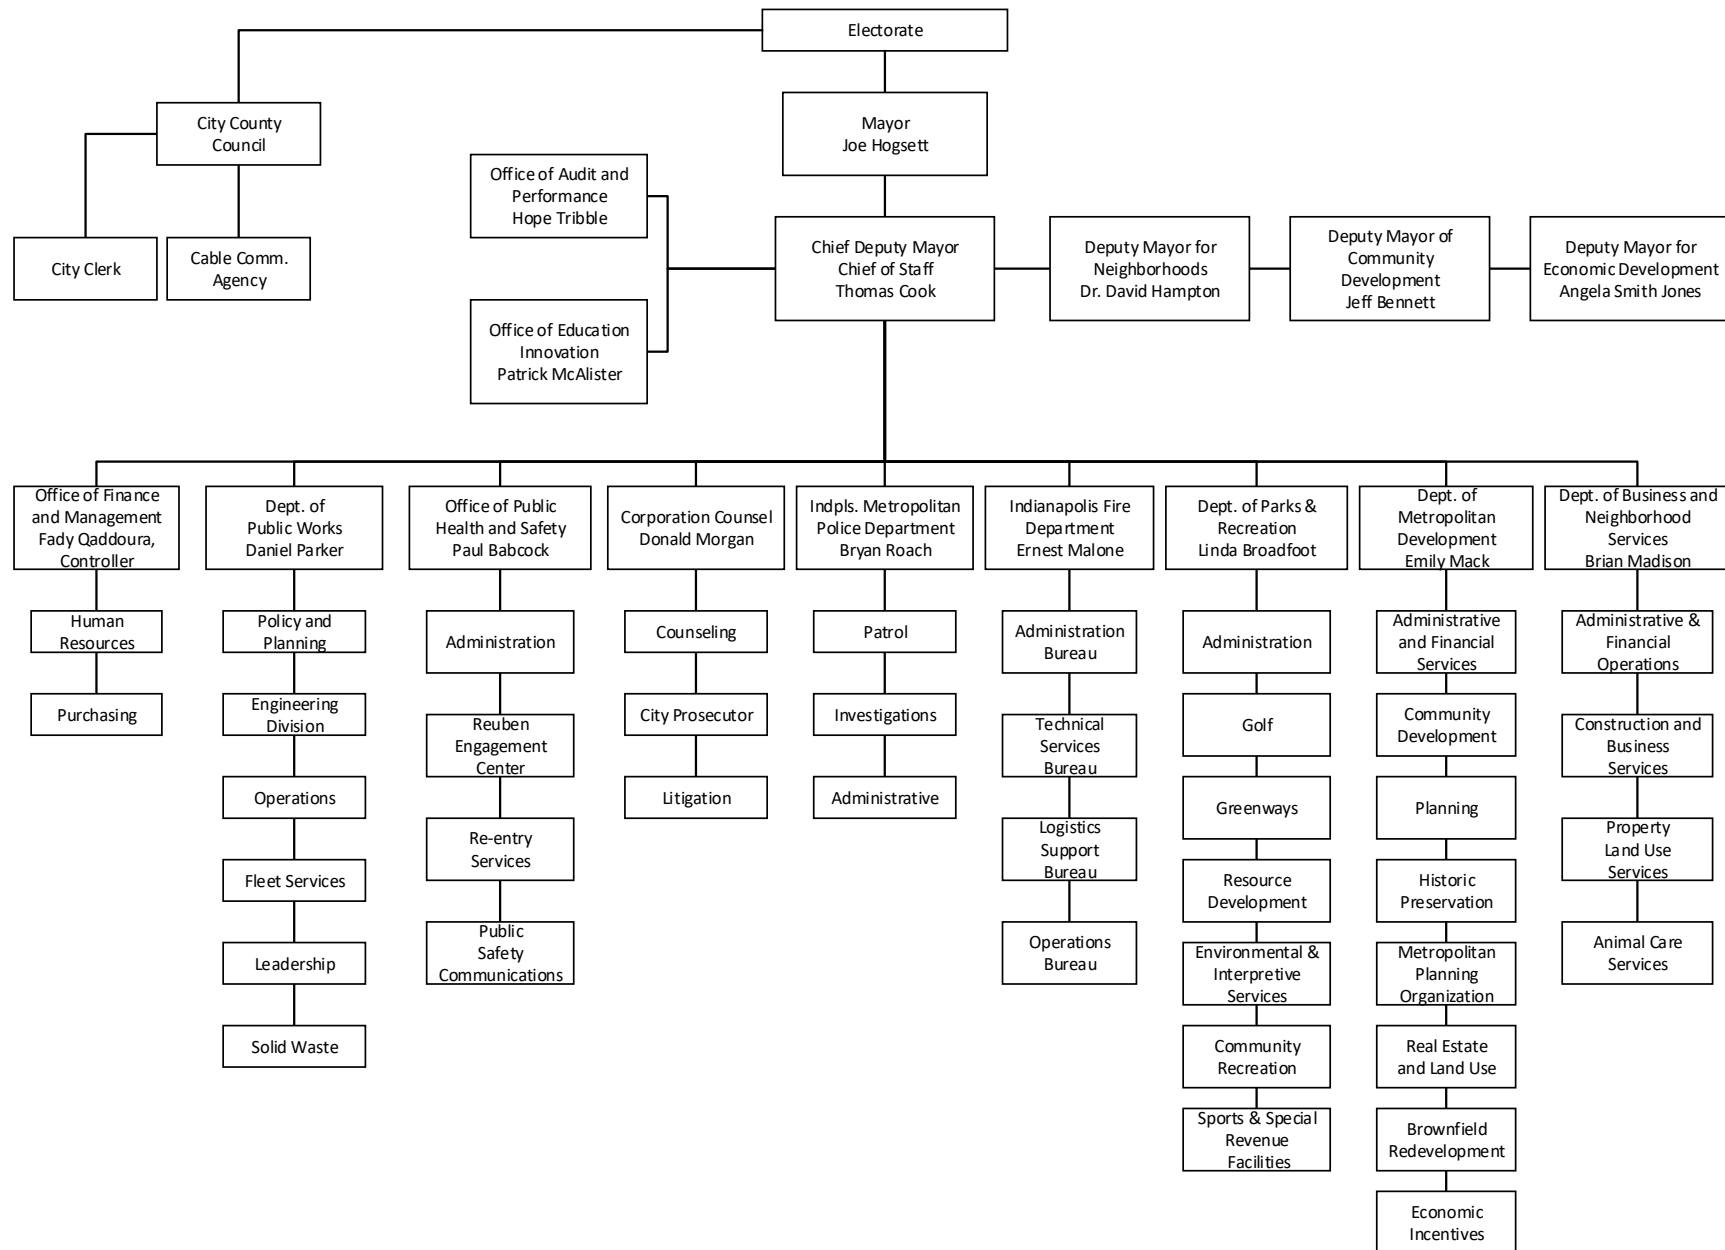 Electorate
City County
Council
Mayor
Joe Hogsett
Office of Audit and
Performance
Hope Tribble
City Clerk
Cable Comm.
Agency
Chief Deputy Mayor
Chief of Staff
Thomas Cook
Deputy Mayor for
Neighborhoods
Dr. David Hampton
Deputy Mayor of
Community
Development
Jeff Bennett
Deputy Mayor for
Economic Development
Angela Smith Jones
Office of Education
Innovation
Patrick McAlister
Office of Finance
and Management
Fady Qaddoura,
Controller
Human
Resources
Purchasing
Dept. of
Public Works
Daniel Parker
Policy and
Planning
Engineering
Division
Operations
Fleet Services
Leadership
Solid Waste
Office of Public
Health and Safety
Paul Babcock
Administration
Reuben
Engagement
Center
Re-entry
Services
Public
Safety
Communications
Corporation Counsel
Donald Morgan
Counseling
City Prosecutor
Litigation
Indpls. Metropolitan
Police Department
Bryan Roach
Patrol
Investigations
Administrative
Indianapolis Fire
Department
Ernest Malone
Administration
Bureau
Technical
Services
Bureau
Logistics
Support
Bureau
Operations
Bureau
Dept. of Parks &
Recreation
Linda Broadfoot
Administration
Golf
Greenways
Resource
Development
Environmental &
Interpretive
Services
Community
Recreation
Sports & Special
Revenue
Facilities
Dept. of
Metropolitan
Development
Emily Mack
Administrative
and Financial
Services
Community
Development
Planning
Historic
Preservation
Metropolitan
Planning
Organization
Real Estate
and Land Use
Brownfield
Redevelopment
Economic
Incentives
Dept. of Business and
Neighborhood
Services
Brian Madison
Administrative &
Financial
Operations
Construction and
Business
Services
Property
Land Use
Services
Animal Care
Services